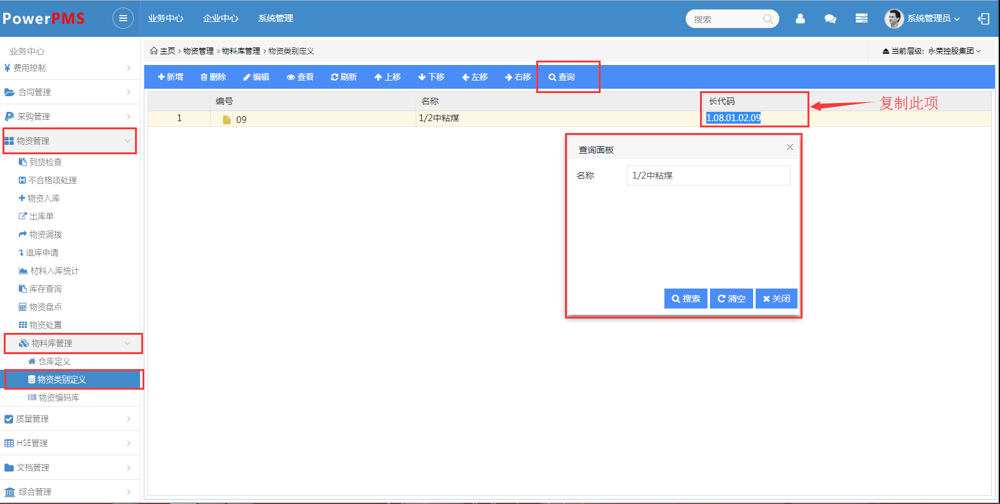 PowerPMS
业务中心 企业中心 系统管理
搜索
系统管理员
业务中心
费用控制
合同管理
采购管理
物资管理
到货检查
不合格项处理
物资入库
出库单
物资调拨
退库申请
材料入库统计
库存查询
物资盘点
物资处置
物料库管理
仓库定义
物资类别定义
物资编码库
质量管理
HSE管理
文档管理
综合管理
主页 › 物资管理 › 物料库管理 › 物资类别定义
当前层级: 永荣控股集团
新增 删除 编辑 查看 刷新 上移 下移 左移 右移 查询
编号 名称 长代码
1 09 1/2中粘煤 1.08.01.02.09
复制此项
查询面板
名称 1/2中粘煤
搜索 清空 关闭